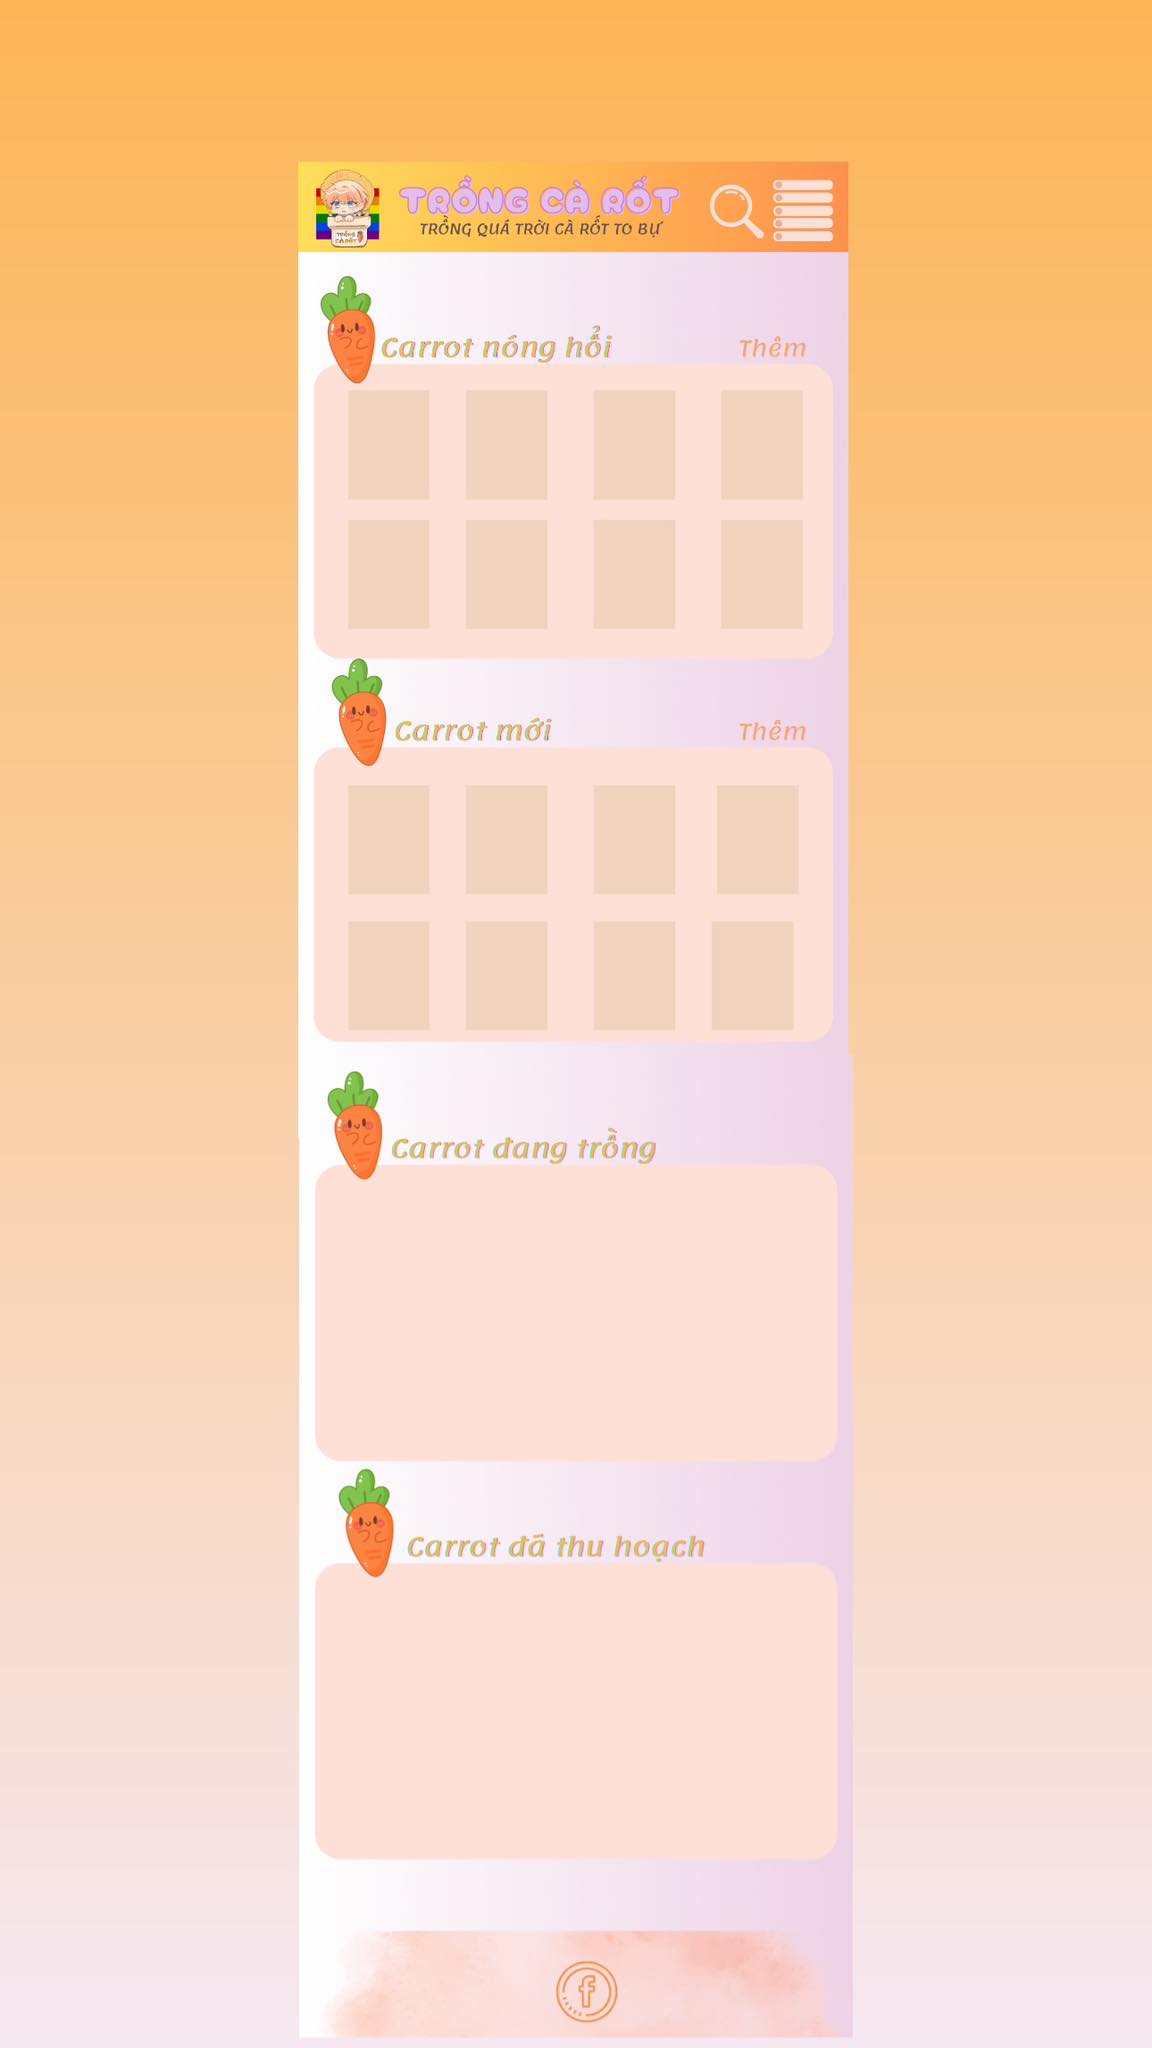 TRỒNG CÀ RỐT
TRỒNG QUÁ TRỜI CÀ RỐT TO BỰ
TRỒNG
CÀ RỐT
Carrot nóng hổi
Thêm
Carrot mới
Thêm
Carrot đang trồng
Carrot đã thu hoạch
f